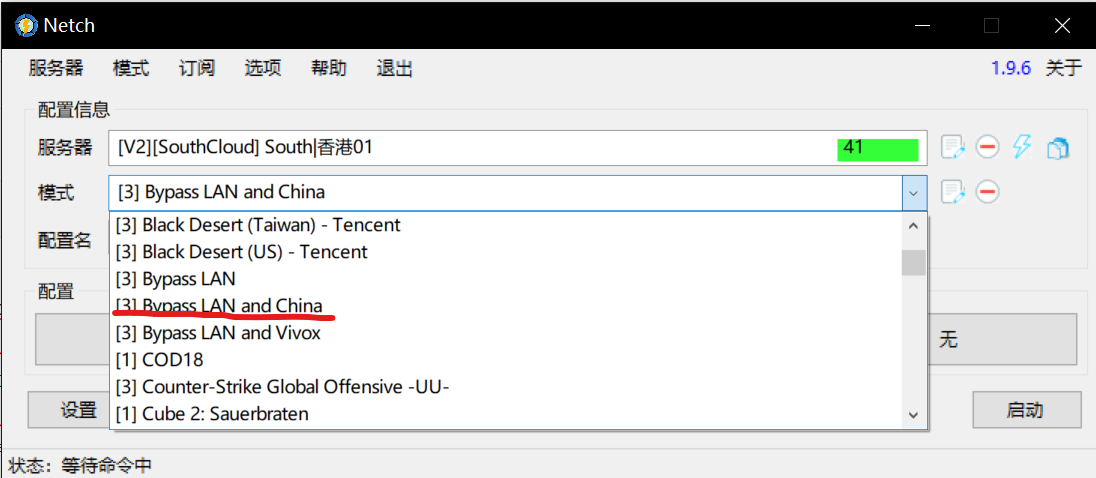 Netch
服务器 模式 订阅 选项 帮助 退出 1.9.6 关于
配置信息
服务器 [V2][SouthCloud] South|香港01 41
模式 [3] Bypass LAN and China
[3] Black Desert (Taiwan) - Tencent
配置名 [3] Black Desert (US) - Tencent
[3] Bypass LAN
配置 [3] Bypass LAN and China
[3] Bypass LAN and Vivox
无
[1] COD18
[3] Counter-Strike Global Offensive -UU-
设置 [1] Cube 2: Sauerbraten 启动
状态：等待命令中